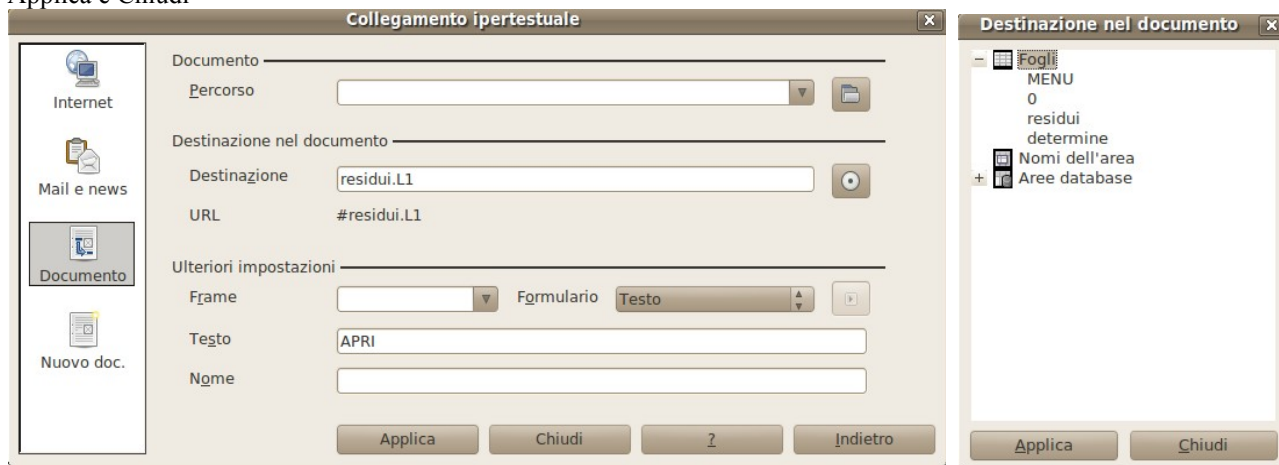 Applica e Chiudi
Collegamento ipertestuale
Internet
Mail e news
Documento
Nuovo doc.
Documento
Percorso
Destinazione nel documento
Destinazione
residui.L1
URL
#residui.L1
Ulteriori impostazioni
Frame
Formulario
Testo
Testo
APRI
Nome
Applica
Chiudi
?
Indietro
Destinazione nel documento
Fogli
MENU
0
residui
determine
Nomi dell'area
Aree database
Applica
Chiudi